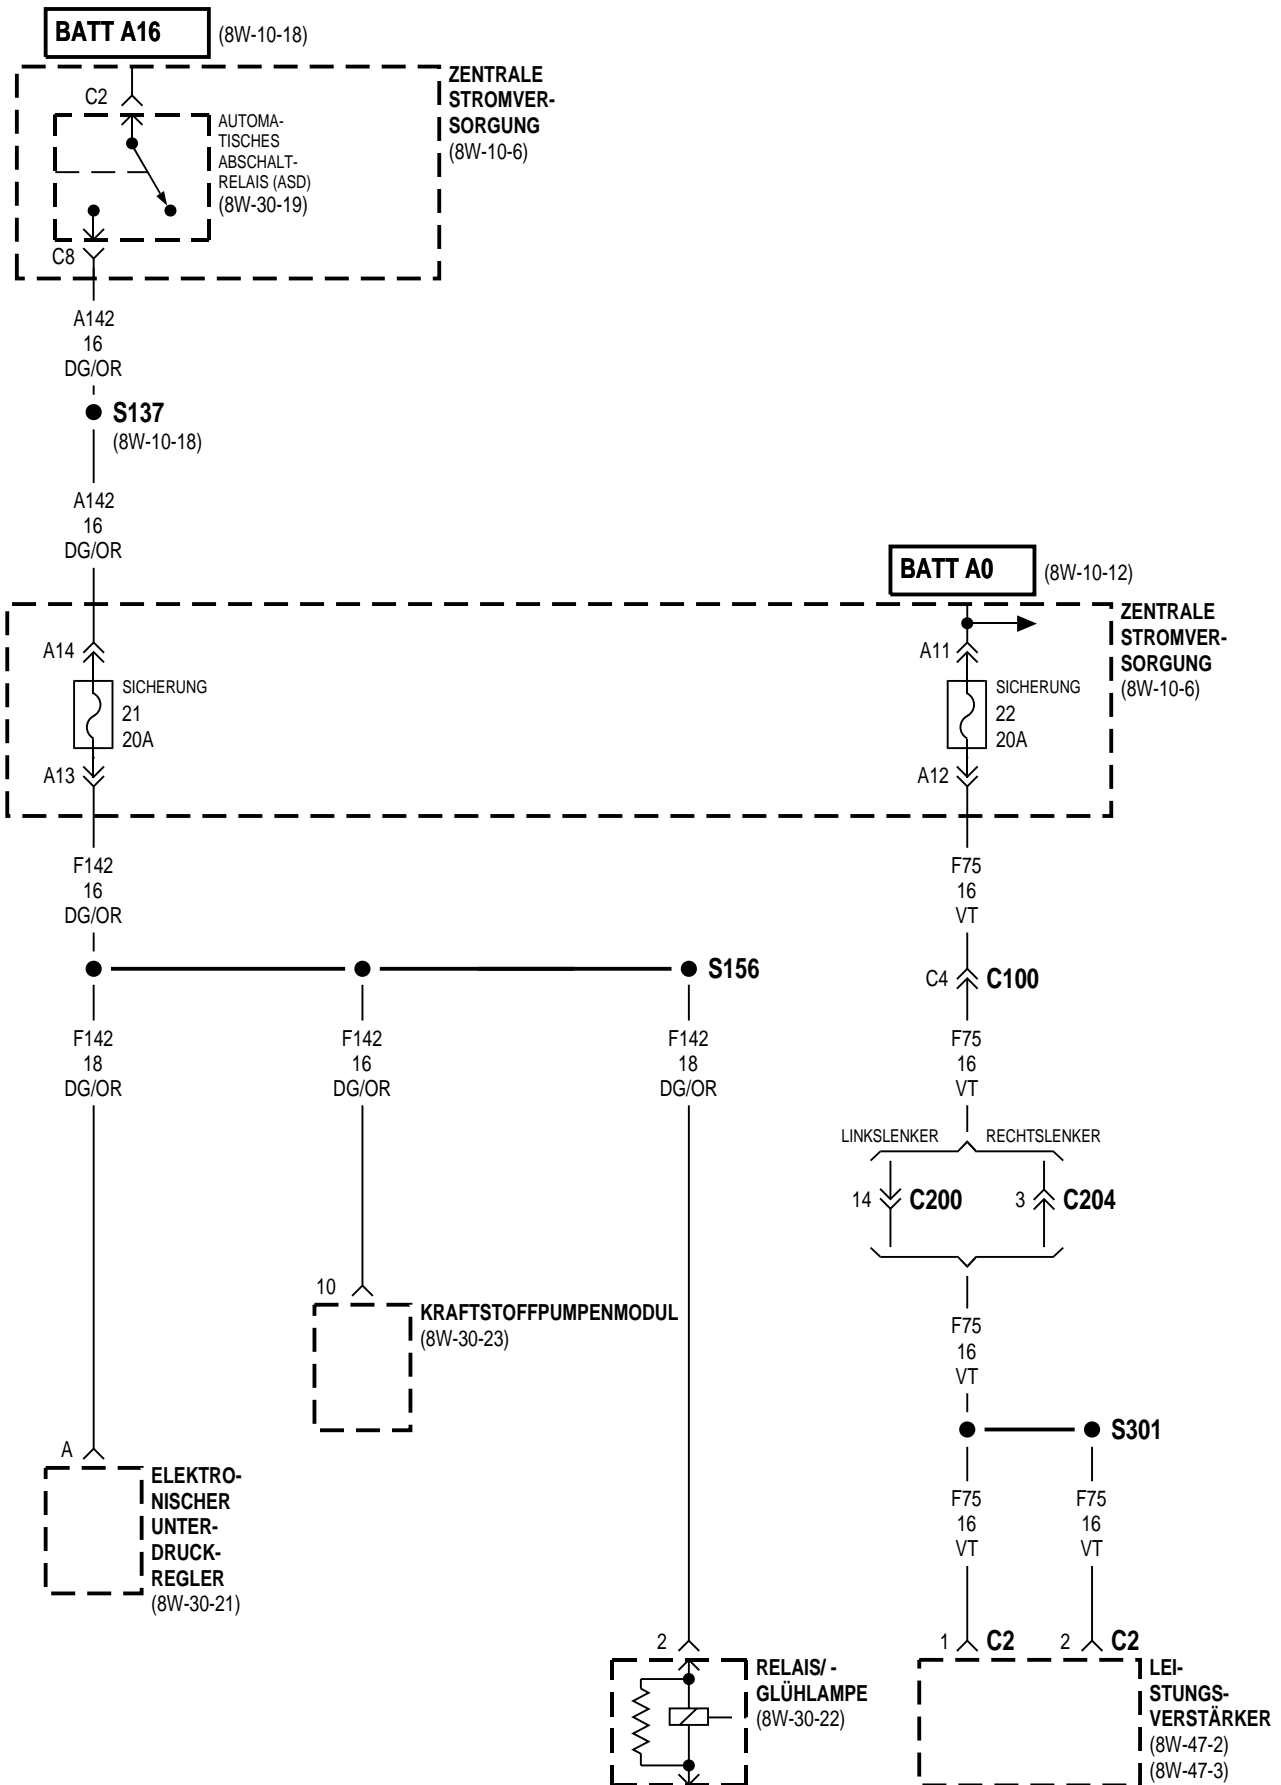 BATT A16
(8W-10-18)
ZENTRALE
STROMVER-
SORGUNG
(8W-10-6)
C2
AUTOMA-
TISCHES
ABSCHALT-
RELAIS (ASD)
(8W-30-19)
C8
A142
16
DG/OR
S137
(8W-10-18)
A142
16
DG/OR
BATT A0
(8W-10-12)
ZENTRALE
STROMVER-
SORGUNG
(8W-10-6)
A14
SICHERUNG
21
20A
A13
A11
SICHERUNG
22
20A
A12
F142
16
DG/OR
F75
16
VT
S156
C4
C100
F142
18
DG/OR
F142
16
DG/OR
F142
18
DG/OR
F75
16
VT
LINKSLENKER
RECHTSLENKER
14
C200
3
C204
10
KRAFTSTOFFPUMPENMODUL
(8W-30-23)
F75
16
VT
S301
A
ELEKTRO-
NISCHER
UNTER-
DRUCK-
REGLER
(8W-30-21)
F75
16
VT
F75
16
VT
2
RELAIS/ -
GLÜHLAMPE
(8W-30-22)
1
C2
2
C2
LEI-
STUNGS-
VERSTÄRKER
(8W-47-2)
(8W-47-3)